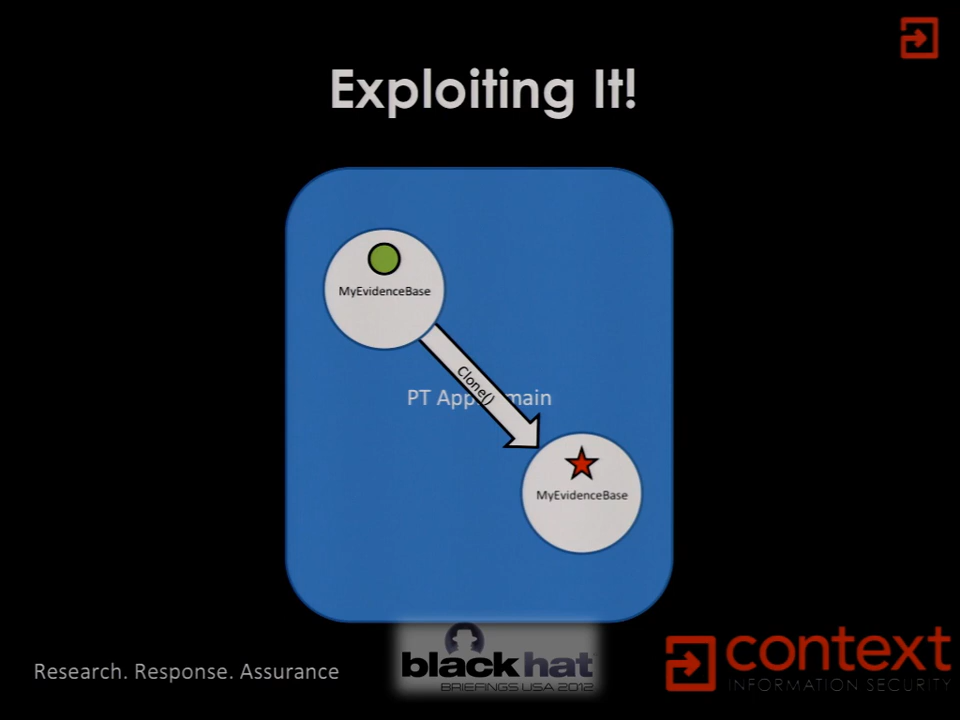 Exploiting It!
MyEvidenceBase
Clone()
PT App main
MyEvidenceBase
Research. Response. Assurance
black hat
BRIEFINGS USA 2012
context
INFORMATION SECURITY